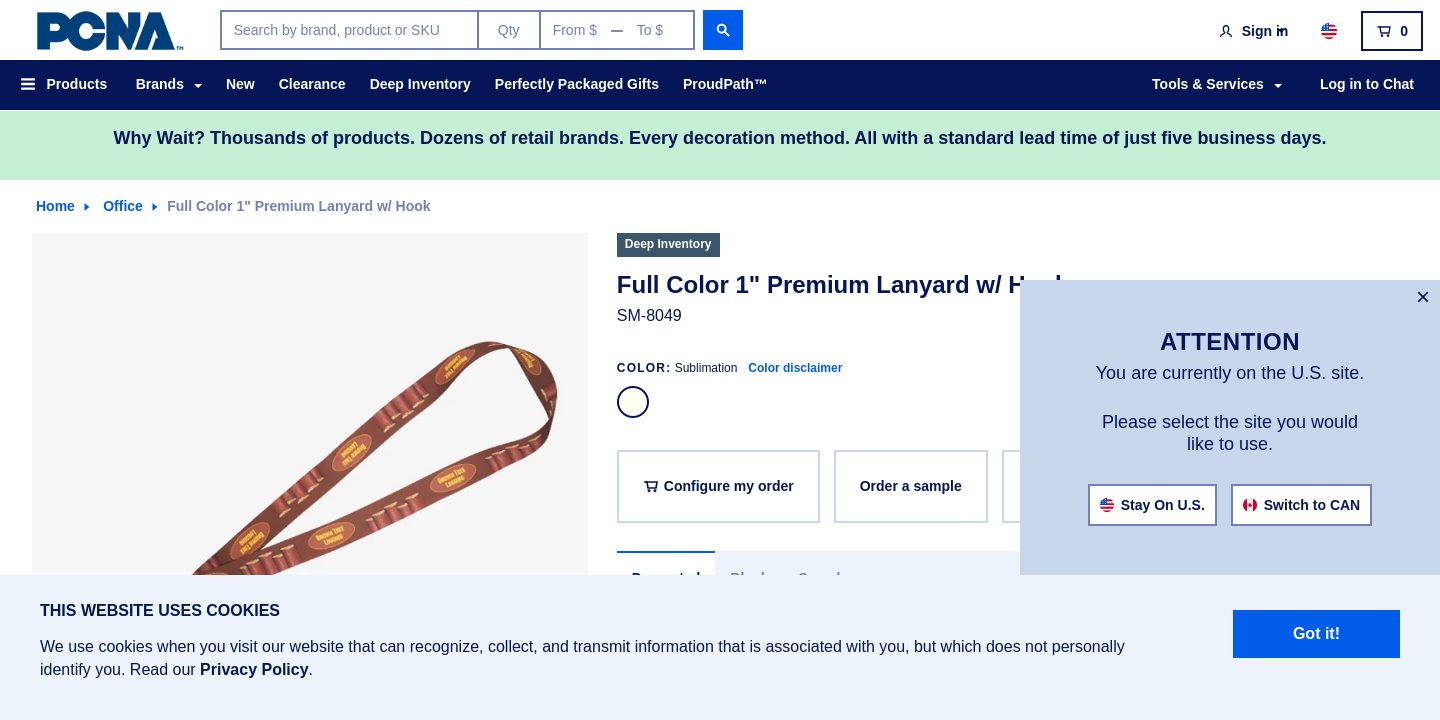 PCNA™
Search by brand, product or SKU
Qty
From $ — To $
Sign in
0
Products
Brands
New
Clearance
Deep Inventory
Perfectly Packaged Gifts
ProudPath™
Tools & Services
Log in to Chat
Why Wait? Thousands of products. Dozens of retail brands. Every decoration method. All with a standard lead time of just five business days.
Home
Office
Full Color 1" Premium Lanyard w/ Hook
Deep Inventory
Full Color 1" Premium Lanyard w/ Hook
SM-8049
COLOR: Sublimation
Color disclaimer
Configure my order
Order a sample
×
ATTENTION
You are currently on the U.S. site.
Please select the site you would
like to use.
Stay On U.S.
Switch to CAN
THIS WEBSITE USES COOKIES
We use cookies when you visit our website that can recognize, collect, and transmit information that is associated with you, but which does not personally
identify you. Read our Privacy Policy.
Got it!